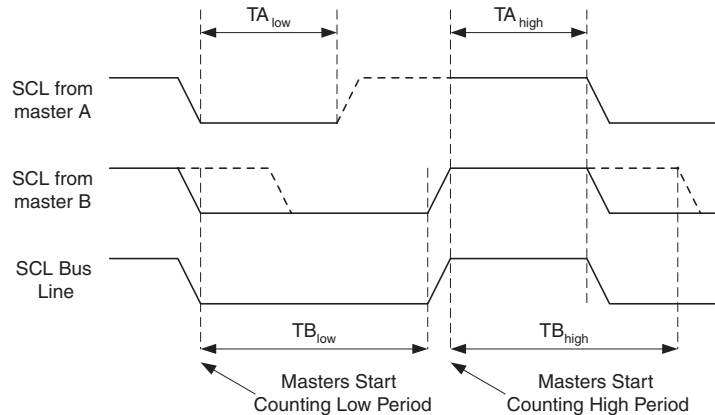 TA low
TA high
SCL from
master A
SCL from
master B
SCL Bus
Line
TB low
TB high
Masters Start
Counting Low Period
Masters Start
Counting High Period